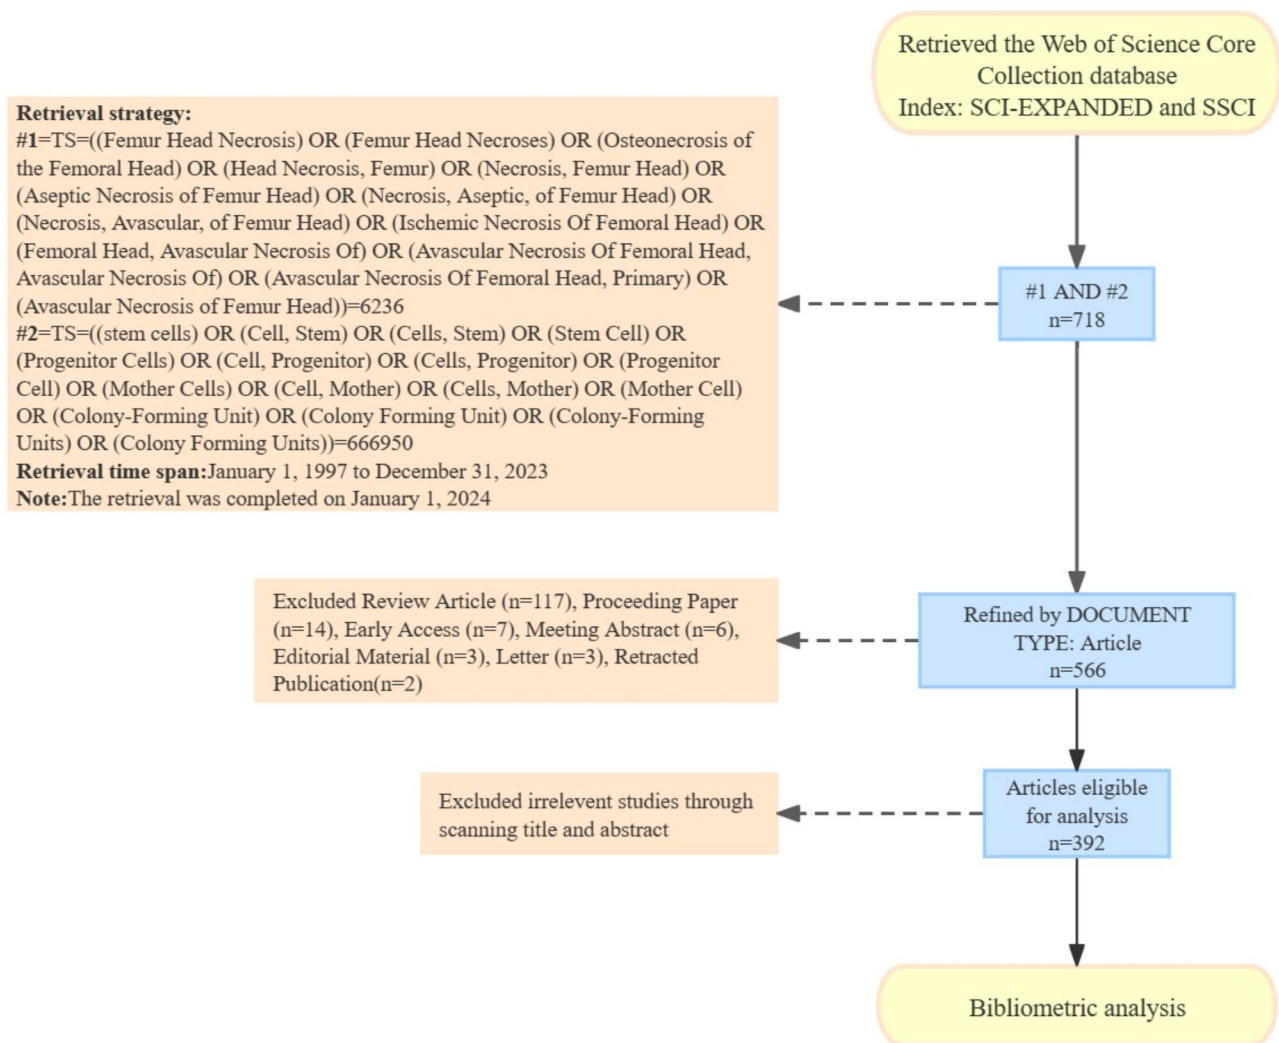 Retrieved the Web of Science Core
Collection database
Index: SCI-EXPANDED and SSCI
Retrieval strategy:
#1=TS=((Femur Head Necrosis) OR (Femur Head Necroses) OR (Osteonecrosis of
the Femoral Head) OR (Head Necrosis, Femur) OR (Necrosis, Femur Head) OR
(Aseptic Necrosis of Femur Head) OR (Necrosis, Aseptic, of Femur Head) OR
(Necrosis, Avascular, of Femur Head) OR (Ischemic Necrosis Of Femoral Head) OR
(Femoral Head, Avascular Necrosis Of) OR (Avascular Necrosis Of Femoral Head,
Avascular Necrosis Of) OR (Avascular Necrosis Of Femoral Head, Primary) OR
(Avascular Necrosis of Femur Head))=6236
#2=TS=((stem cells) OR (Cell, Stem) OR (Cells, Stem) OR (Stem Cell) OR
(Progenitor Cells) OR (Cell, Progenitor) OR (Cells, Progenitor) OR (Progenitor
Cell) OR (Mother Cells) OR (Cell, Mother) OR (Cells, Mother) OR (Mother Cell)
OR (Colony-Forming Unit) OR (Colony Forming Unit) OR (Colony-Forming
Units) OR (Colony Forming Units))=666950
Retrieval time span:January 1, 1997 to December 31, 2023
Note:The retrieval was completed on January 1, 2024
#1 AND #2
n=718
Excluded Review Article (n=117), Proceeding Paper
(n=14), Early Access (n=7), Meeting Abstract (n=6),
Editorial Material (n=3), Letter (n=3), Retracted
Publication(n=2)
Refined by DOCUMENT
TYPE: Article
n=566
Excluded irrelevent studies through
scanning title and abstract
Articles eligible
for analysis
n=392
Bibliometric analysis